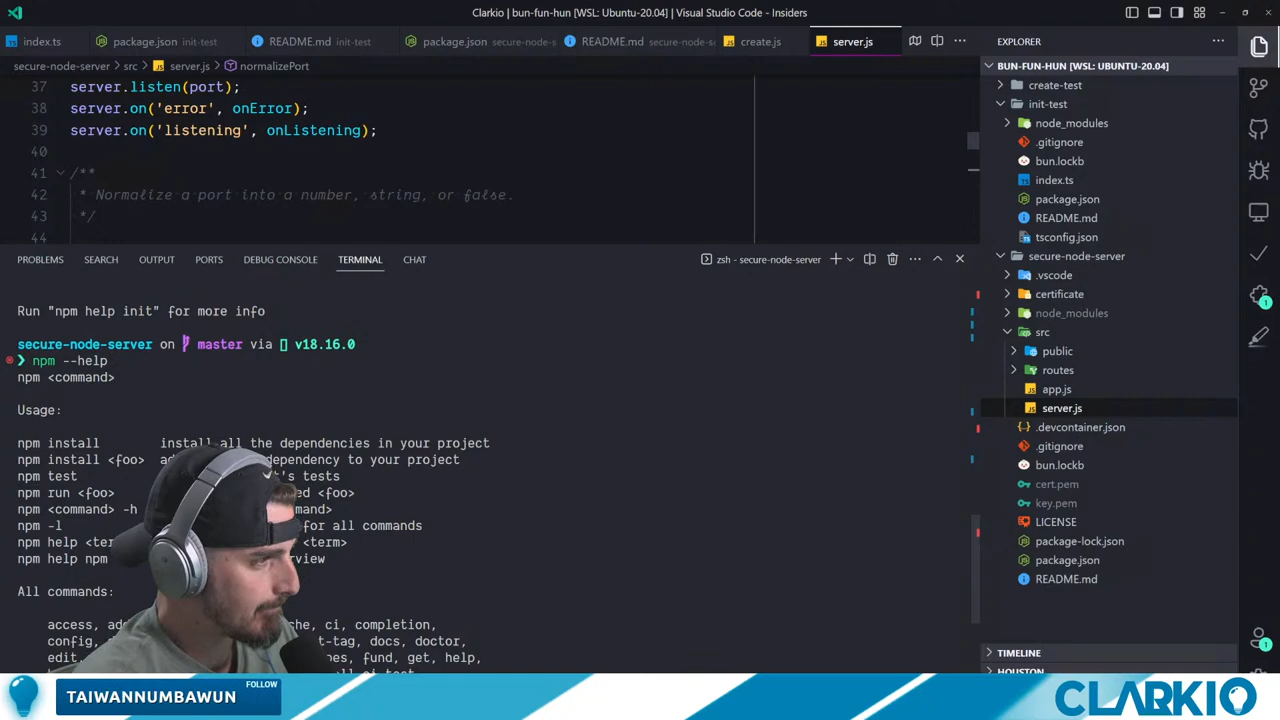 Clarkio | bun-fun-hun [WSL: Ubuntu-20.04] | Visual Studio Code - Insiders
index.ts
package.json init-test
README.md init-test
package.json secure-node-s
README.md secure-node-s
create.js
server.js
EXPLORER
secure-node-server > src > server.js > normalizePort
37 server.listen(port);
38 server.on('error', onError);
39 server.on('listening', onListening);
40
41 /**
42 * Normalize a port into a number, string, or false.
43 */
44
PROBLEMS SEARCH OUTPUT PORTS DEBUG CONSOLE TERMINAL CHAT
zsh - secure-node-server
Run "npm help init" for more info
secure-node-server on master via v18.16.0
❯ npm --help
npm <command>
Usage:
npm install install all the dependencies in your project
npm install <foo> dependency to your project
npm test tests
npm run <foo> <foo>
npm <command> -h
npm -l for all commands
npm help <term>
npm help npm
All commands:
access, ci, completion,
config, docs, doctor,
edit, fund, get, help,
BUN-FUN-HUN [WSL: UBUNTU-20.04]
create-test
init-test
node_modules
.gitignore
bun.lockb
index.ts
package.json
README.md
tsconfig.json
secure-node-server
.vscode
certificate
node_modules
src
public
routes
app.js
server.js
.devcontainer.json
.gitignore
bun.lockb
cert.pem
key.pem
LICENSE
package-lock.json
package.json
README.md
TIMELINE
HOUSTON
1
1
TAIWANNUMBAWUN
FOLLOW
CLARKIO